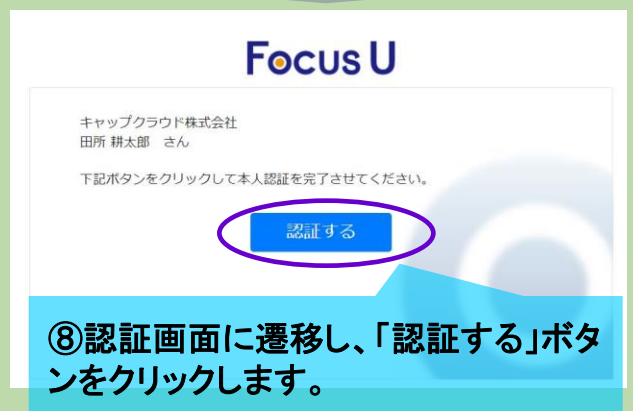 Focus U
キャップクラウド株式会社
田所 耕太郎　さん
下記ボタンをクリックして本人認証を完了させてください。
認証する
⑧認証画面に遷移し、「認証する」ボタ
ンをクリックします。